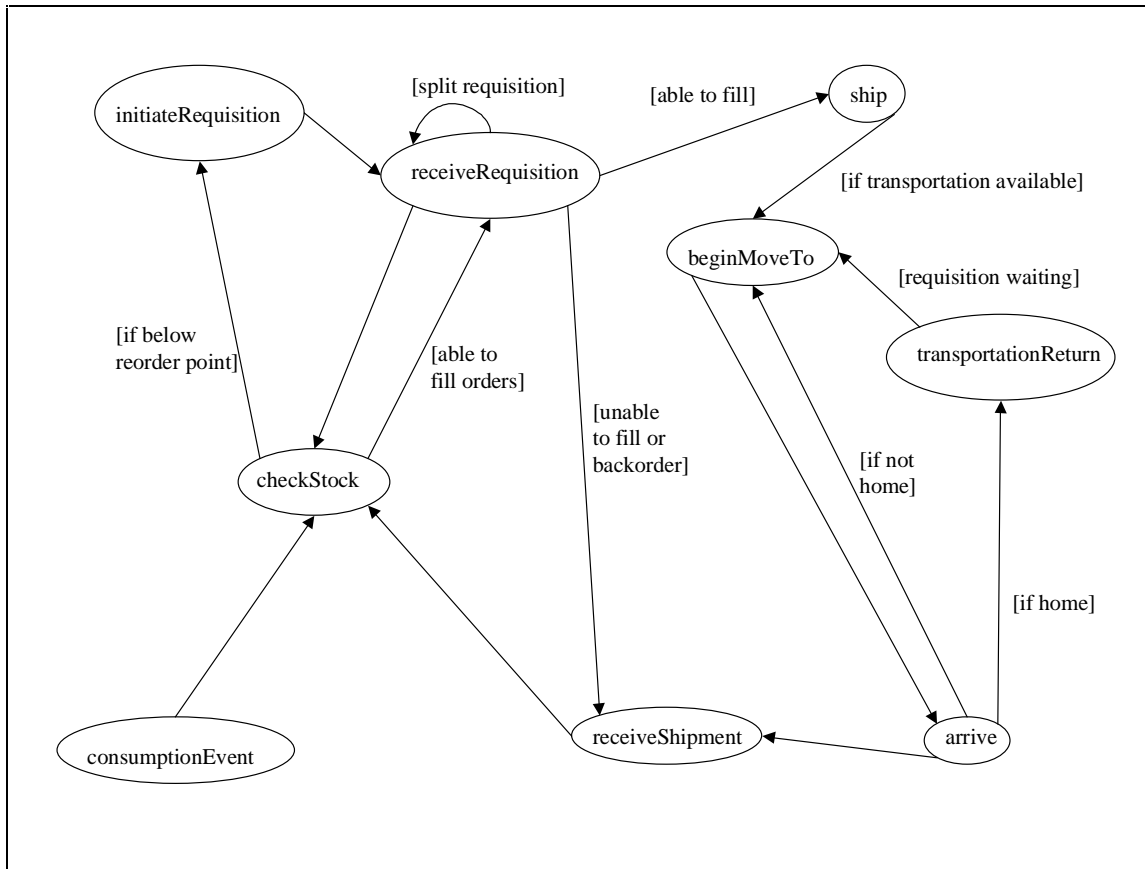 [split requisition]
[able to fill]
ship
initiateRequisition
receiveRequisition
[if transportation available]
beginMoveTo
[requisition waiting]
transportationReturn
[if below
reorder point]
[able to
fill orders]
[unable
to fill or
backorder]
[if not
home]
checkStock
[if home]
consumptionEvent
receiveShipment
arrive